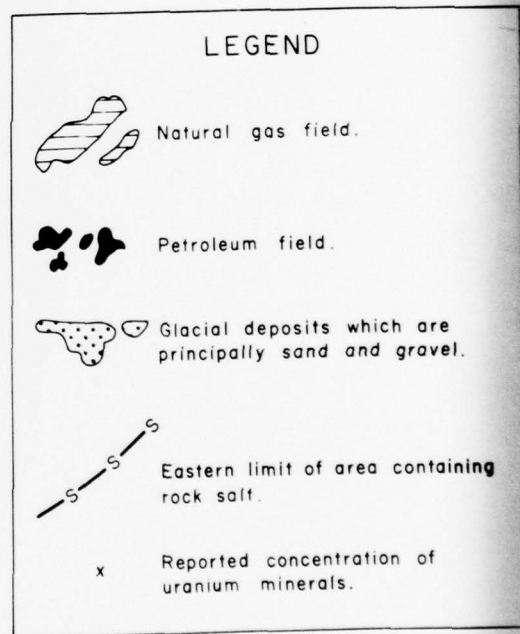 LEGEND
Natural gas field.
Petroleum field.
Glacial deposits which are
principally sand and gravel.
S
S
S
Eastern limit of area containing
rock salt.
x Reported concentration of
uranium minerals.